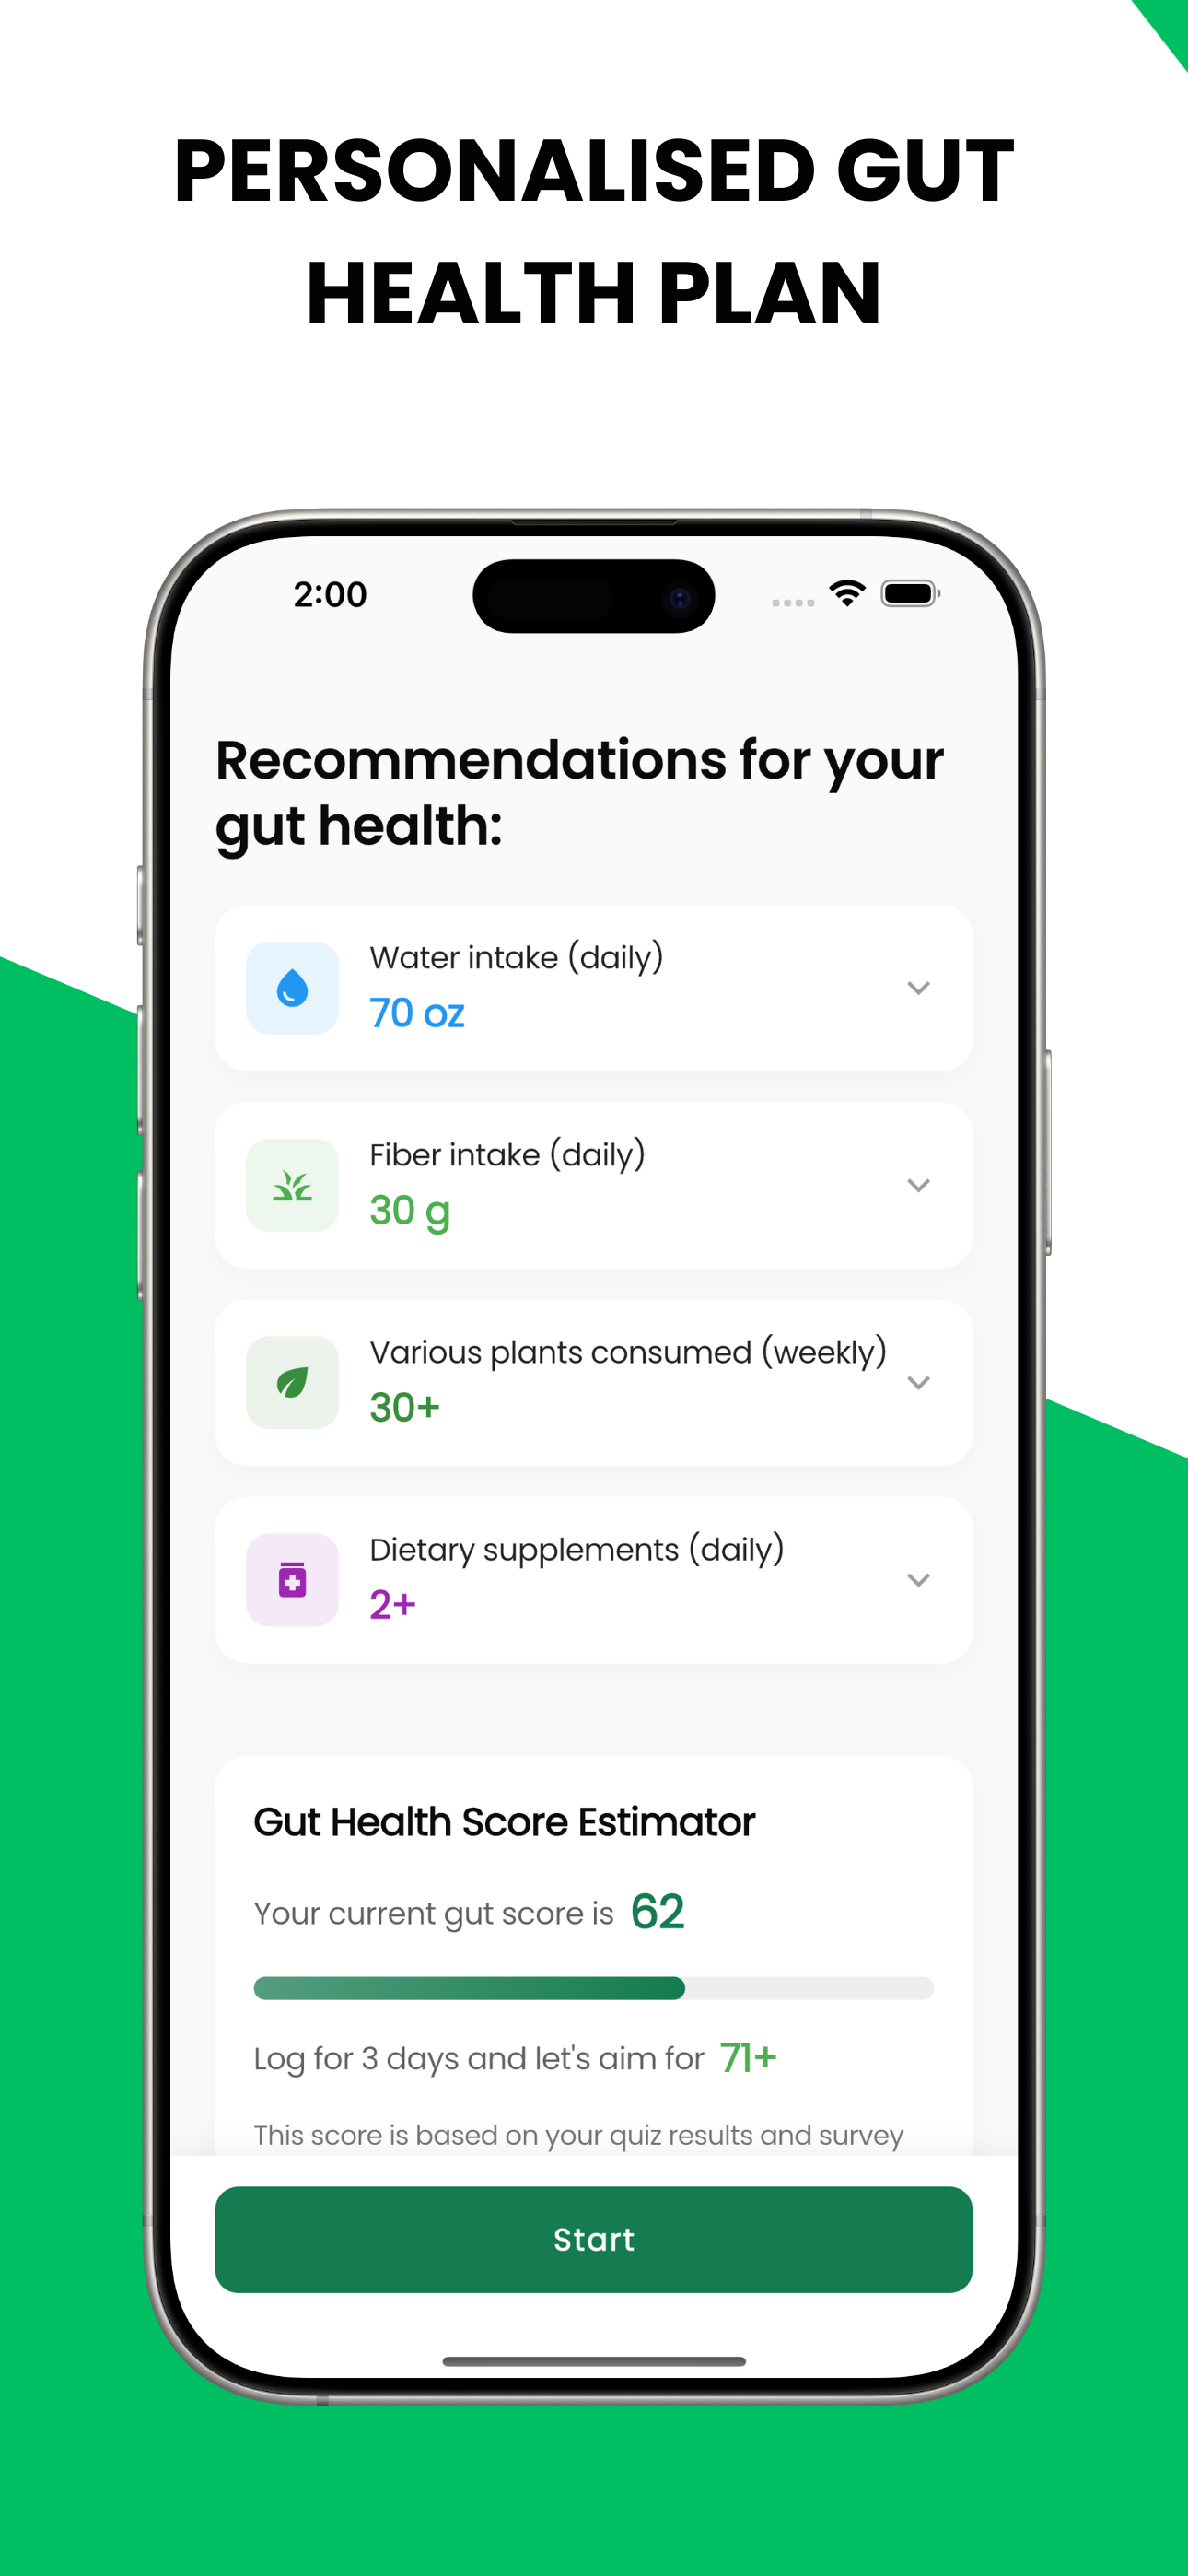 PERSONALISED GUT
HEALTH PLAN
2:00
Recommendations for your
gut health:
Water intake (daily)
70 oz
Fiber intake (daily)
30 g
Various plants consumed (weekly)
30+
Dietary supplements (daily)
2+
Gut Health Score Estimator
Your current gut score is 62
Log for 3 days and let's aim for 71+
This score is based on your quiz results and survey
Start